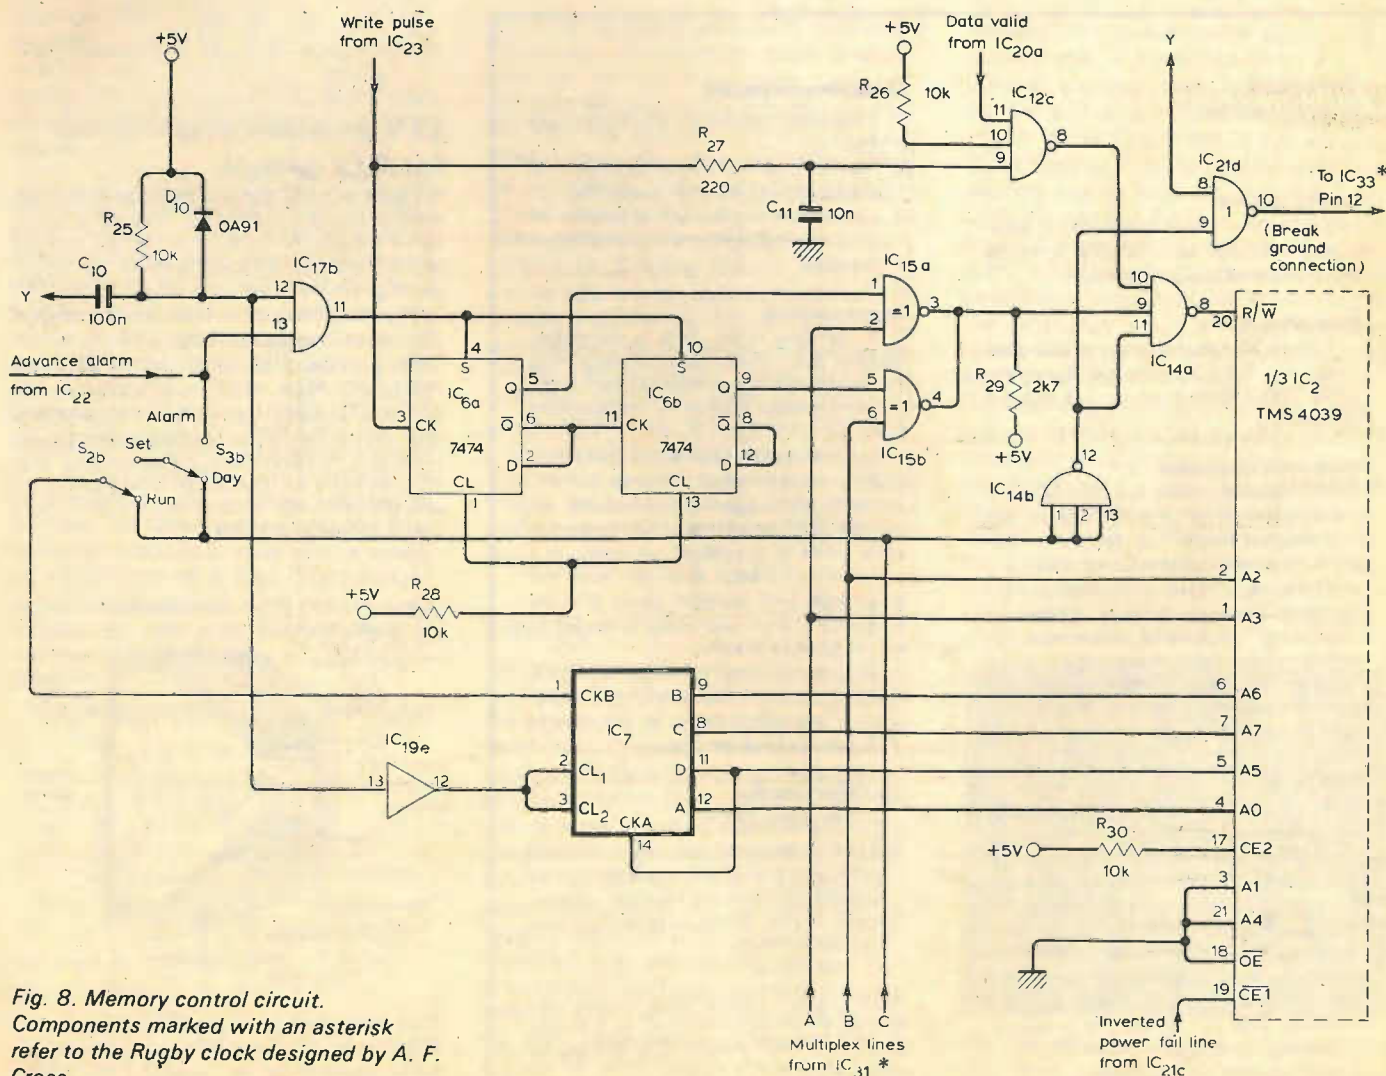 Write pulse
from IC23
+5V
D10
OA91
R25
10k
C10
100n
Y
IC17b
12
13
11
Advance alarm
from IC22
Alarm
S3b
Set
S2b
Day
Run
R27
220
C11
10n
+5V
R26
10k
Data valid
from IC20a
IC12c
11
10
9
8
Y
IC21d
8
9
1
10
To IC33*
Pin 12
(Break
ground
connection)
4
S
3
CK
IC6a
7474
Q
5
Q̅
6
D
2
CL
1
10
S
11
CK
IC6b
7474
Q
9
Q̅
8
D
12
CL
13
IC15a
1
2
=1
3
5
6
=1
4
IC15b
R29
2k7
+5V
10
9
11
8
IC14a
20
R/W̅
1/3 IC2
TMS 4039
12
IC14b
1
2
13
+5V
R28
10k
2
A2
1
A3
6
A6
7
A7
5
A5
4
A0
17
CE2
3
A1
21
A4
18
O̅E̅
19
C̅E̅1̅
1
CKB
IC7
B
9
C
8
D
11
A
12
2
CL1
3
CL2
CKA
14
IC19e
13
12
+5V
R30
10k
A
B
C
Multiplex lines
from IC31 *
Inverted
power fail line
from IC21c
Fig. 8. Memory control circuit.
Components marked with an asterisk
refer to the Rugby clock designed by A. F.